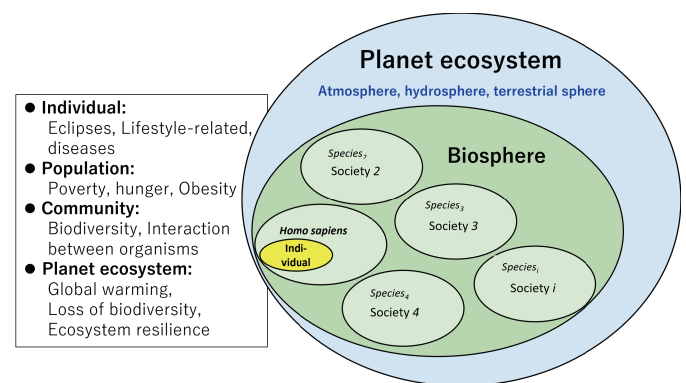 ● Individual:
Eclipses, Lifestyle-related,
diseases
● Population:
Poverty, hunger, Obesity
● Community:
Biodiversity, Interaction
between organisms
● Planet ecosystem:
Global warming,
Loss of biodiversity,
Ecosystem resilience
Planet ecosystem
Atmosphere, hydrosphere, terrestrial sphere
Biosphere
Species₂
Society 2
Species₃
Society 3
Homo sapiens
Indi-
vidual
Speciesᵢ
Society i
Species₄
Society 4